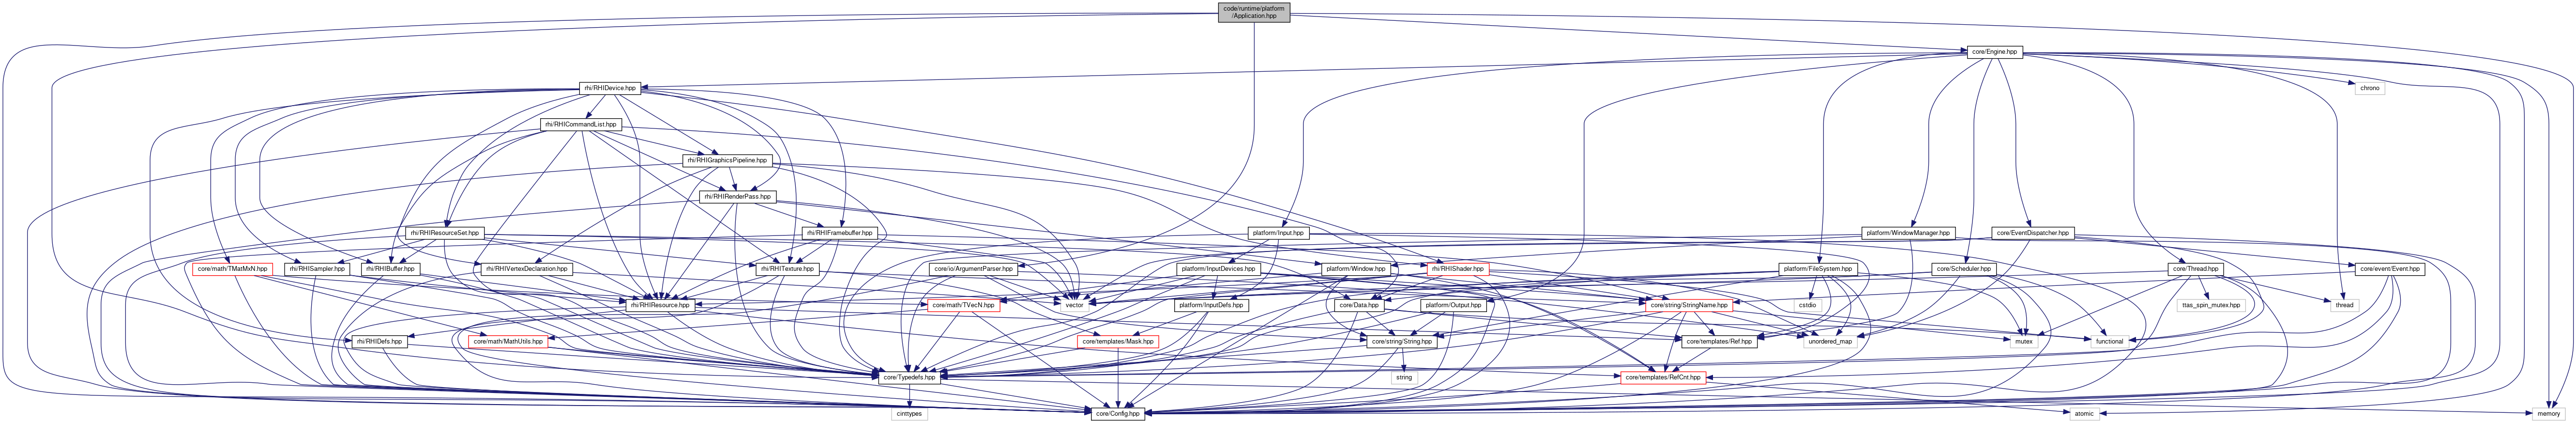 code/runtime/platform
/Application.hpp
core/Engine.hpp
rhi/RHIDevice.hpp
chrono
rhi/RHICommandList.hpp
rhi/RHIGraphicsPipeline.hpp
rhi/RHIRenderPass.hpp
rhi/RHIResourceSet.hpp
rhi/RHIFramebuffer.hpp
platform/Input.hpp
platform/WindowManager.hpp
core/EventDispatcher.hpp
core/math/TMatMxN.hpp
rhi/RHISampler.hpp
rhi/RHIBuffer.hpp
rhi/RHIVertexDeclaration.hpp
rhi/RHITexture.hpp
core/io/ArgumentParser.hpp
platform/InputDevices.hpp
platform/Window.hpp
rhi/RHIShader.hpp
platform/FileSystem.hpp
core/Scheduler.hpp
core/Thread.hpp
core/event/Event.hpp
rhi/RHIResource.hpp
core/math/TVecN.hpp
vector
platform/InputDefs.hpp
core/Data.hpp
platform/Output.hpp
core/string/StringName.hpp
cstdio
ttas_spin_mutex.hpp
thread
rhi/RHIDefs.hpp
core/math/MathUtils.hpp
core/templates/Mask.hpp
core/string/String.hpp
core/templates/Ref.hpp
unordered_map
mutex
functional
core/Typedefs.hpp
string
core/templates/RefCnt.hpp
cinttypes
core/Config.hpp
atomic
memory